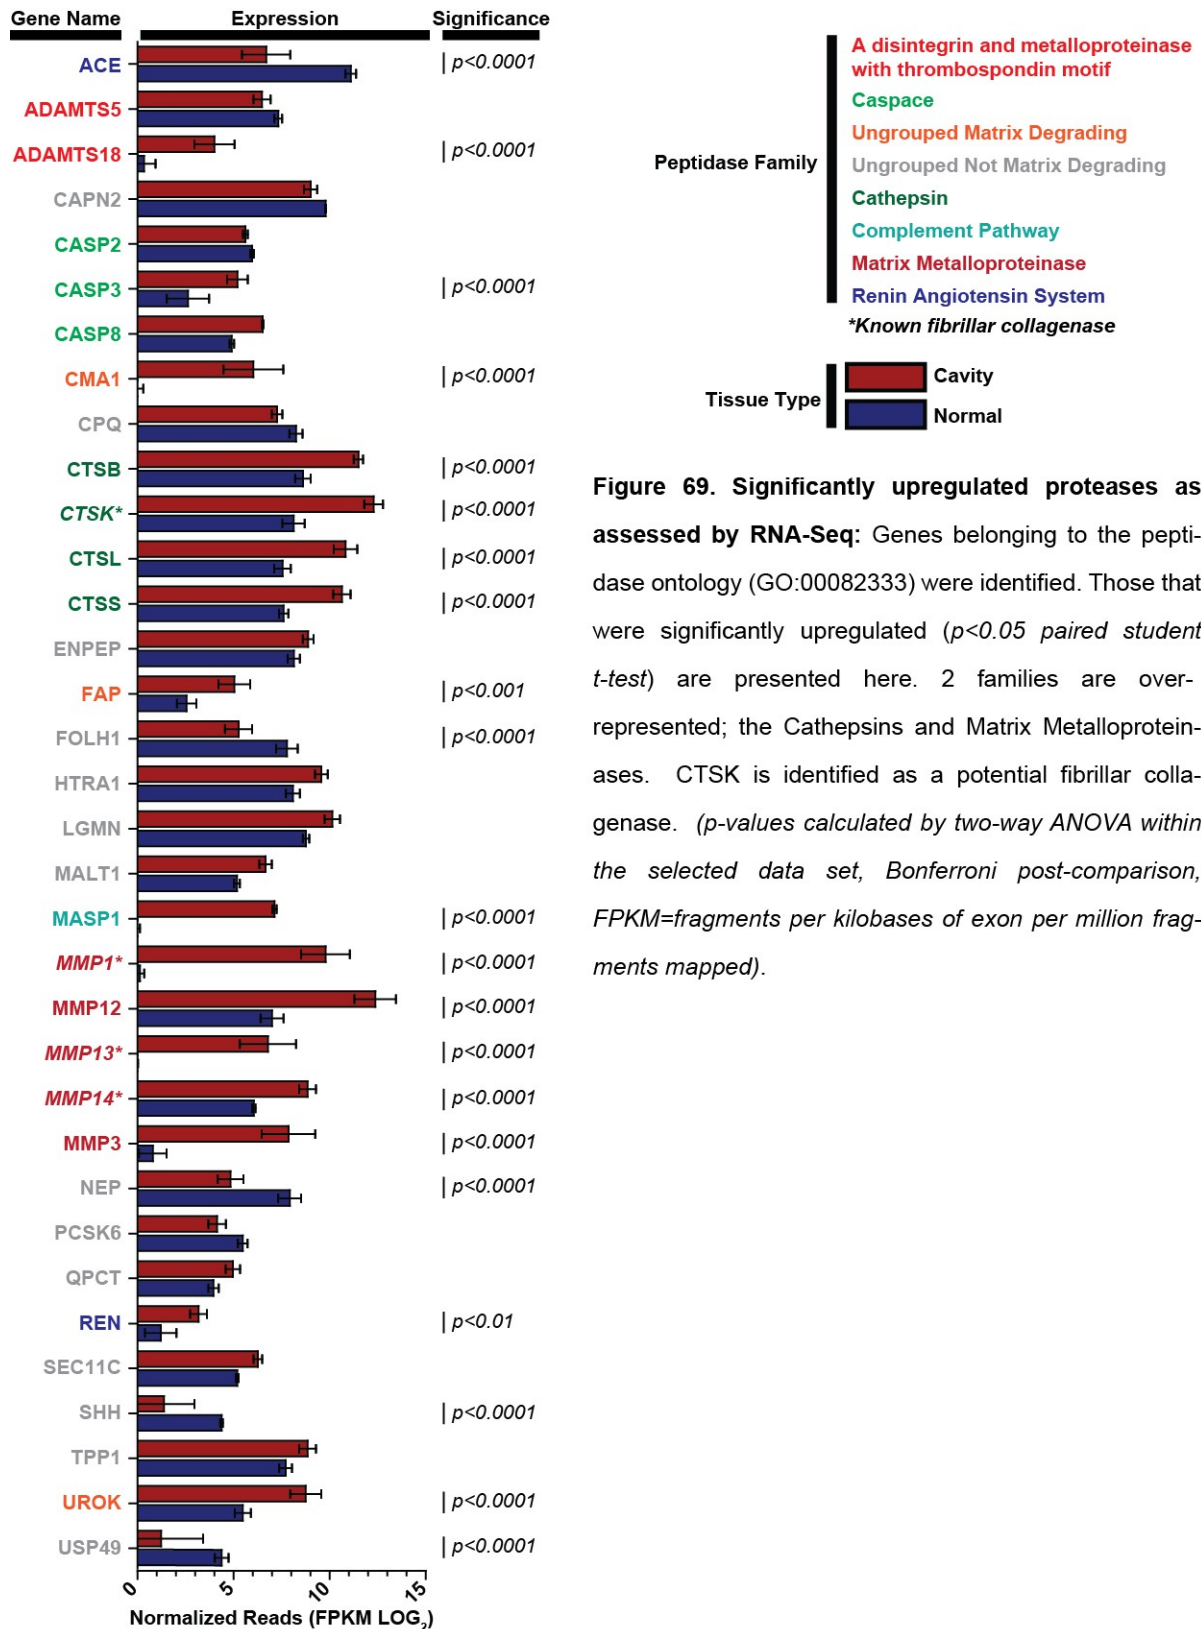 Gene Name Expression Significance
ACE | p<0.0001
ADAMTS5
ADAMTS18 | p<0.0001
CAPN2
CASP2
CASP3 | p<0.0001
CASP8
CMA1 | p<0.0001
CPQ
CTSB | p<0.0001
CTSK* | p<0.0001
CTSL | p<0.0001
CTSS | p<0.0001
ENPEP
FAP | p<0.001
FOLH1 | p<0.0001
HTRA1
LGMN
MALT1
MASP1 | p<0.0001
MMP1* | p<0.0001
MMP12 | p<0.0001
MMP13* | p<0.0001
MMP14* | p<0.0001
MMP3 | p<0.0001
NEP | p<0.0001
PCSK6
QPCT
REN | p<0.01
SEC11C
SHH | p<0.0001
TPP1
UROK | p<0.0001
USP49 | p<0.0001
0 5 10 15
Normalized Reads (FPKM LOG₂)
Peptidase Family
A disintegrin and metalloproteinase
with thrombospondin motif
Caspace
Ungrouped Matrix Degrading
Ungrouped Not Matrix Degrading
Cathepsin
Complement Pathway
Matrix Metalloproteinase
Renin Angiotensin System
*Known fibrillar collagenase
Tissue Type
Cavity
Normal
Figure 69. Significantly upregulated proteases as
assessed by RNA-Seq: Genes belonging to the pepti-
dase ontology (GO:00082333) were identified. Those that
were significantly upregulated (p<0.05 paired student
t-test) are presented here. 2 families are over-
represented; the Cathepsins and Matrix Metalloprotein-
ases. CTSK is identified as a potential fibrillar colla-
genase. (p-values calculated by two-way ANOVA within
the selected data set, Bonferroni post-comparison,
FPKM=fragments per kilobases of exon per million frag-
ments mapped).